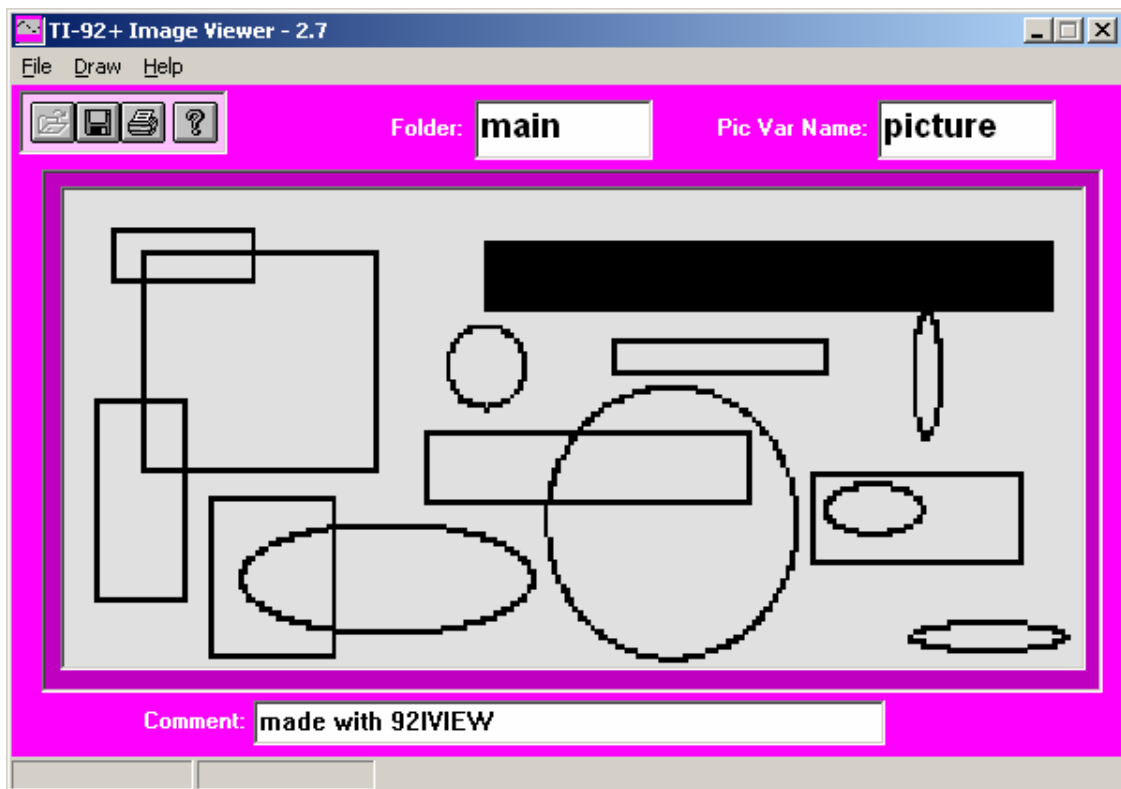 TI-92+ Image Viewer - 2.7
File Draw Help
Folder: main Pic Var Name: picture
Comment: made with 92IVIEW